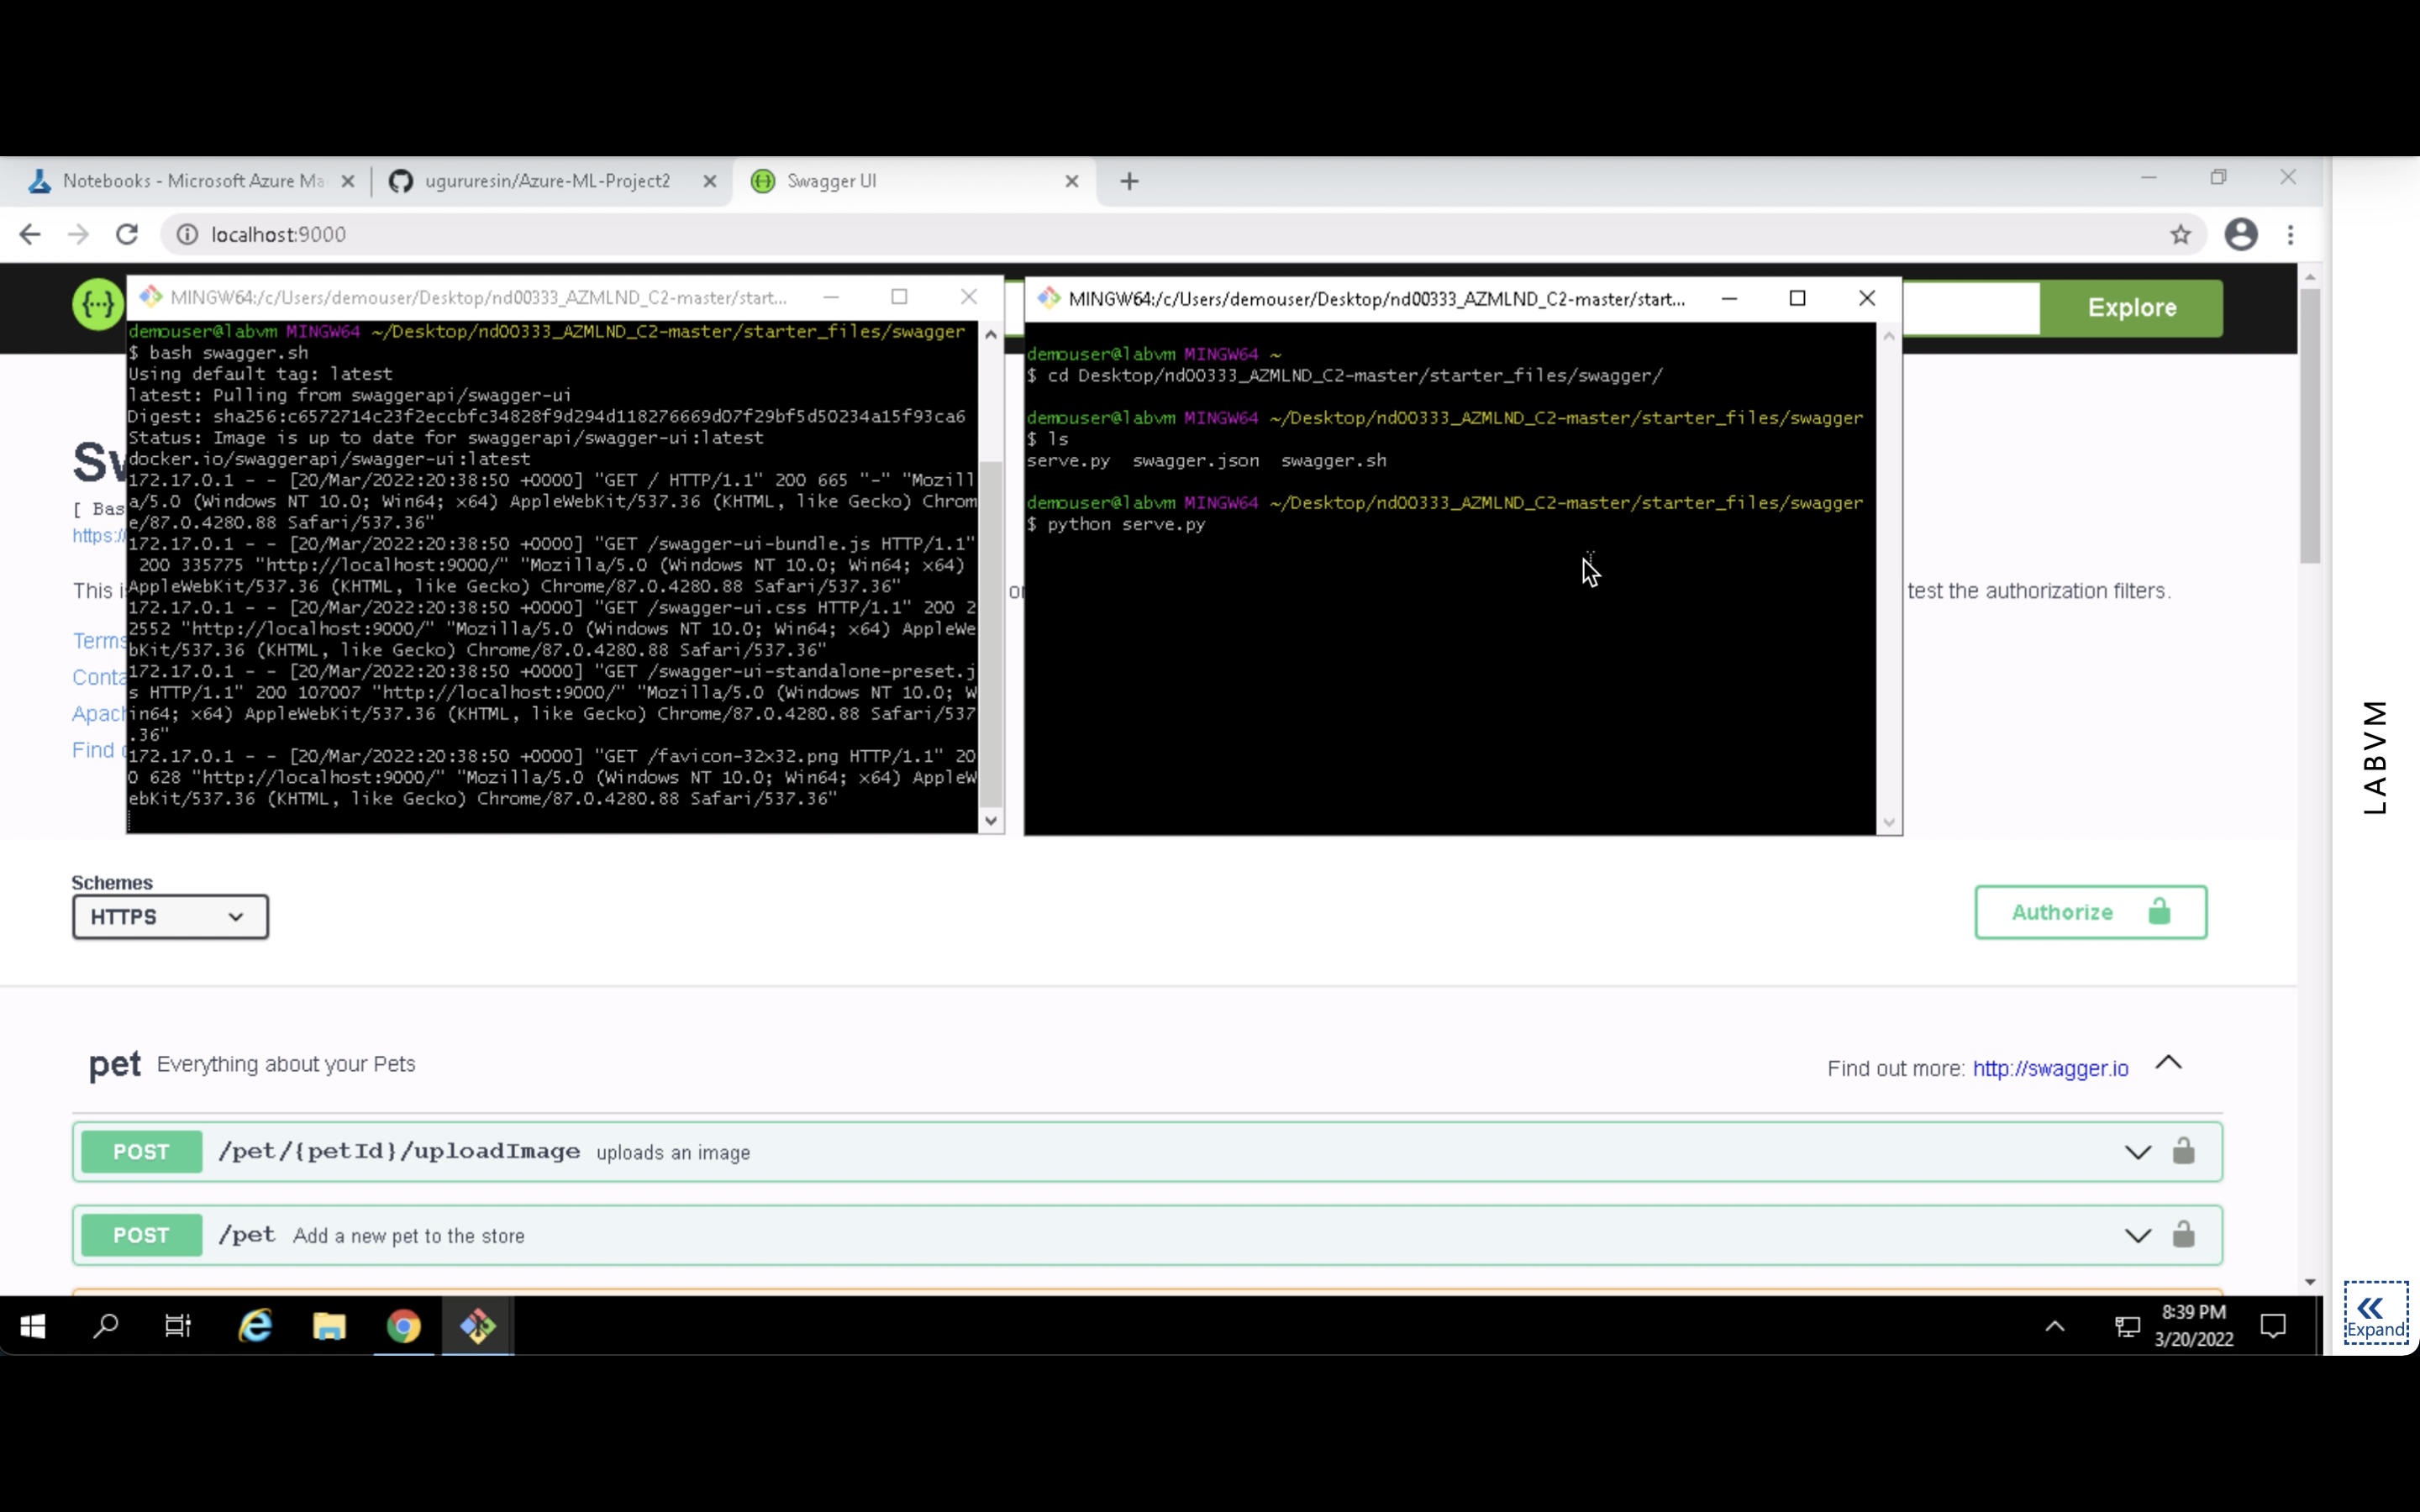 Notebooks - Microsoft Azure Ma
ugururesin/Azure-ML-Project2
Swagger UI
localhost:9000
Explore
MINGW64:/c/Users/demouser/Desktop/nd00333_AZMLND_C2-master/start...
demouser@labvm MINGW64 ~/Desktop/nd00333_AZMLND_C2-master/starter_files/swagger
$ bash swagger.sh
Using default tag: latest
latest: Pulling from swaggerapi/swagger-ui
Digest: sha256:c6572714c23f2eccbfc34828f9d294d118276669d07f29bf5d50234a15f93ca6
Status: Image is up to date for swaggerapi/swagger-ui:latest
docker.io/swaggerapi/swagger-ui:latest
172.17.0.1 - - [20/Mar/2022:20:38:50 +0000] "GET / HTTP/1.1" 200 665 "-" "Mozill
a/5.0 (Windows NT 10.0; Win64; x64) AppleWebKit/537.36 (KHTML, like Gecko) Chrom
e/87.0.4280.88 Safari/537.36"
172.17.0.1 - - [20/Mar/2022:20:38:50 +0000] "GET /swagger-ui-bundle.js HTTP/1.1"
 200 335775 "http://localhost:9000/" "Mozilla/5.0 (Windows NT 10.0; Win64; x64)
AppleWebKit/537.36 (KHTML, like Gecko) Chrome/87.0.4280.88 Safari/537.36"
172.17.0.1 - - [20/Mar/2022:20:38:50 +0000] "GET /swagger-ui.css HTTP/1.1" 200 2
2552 "http://localhost:9000/" "Mozilla/5.0 (Windows NT 10.0; Win64; x64) AppleWe
bKit/537.36 (KHTML, like Gecko) Chrome/87.0.4280.88 Safari/537.36"
172.17.0.1 - - [20/Mar/2022:20:38:50 +0000] "GET /swagger-ui-standalone-preset.j
s HTTP/1.1" 200 107007 "http://localhost:9000/" "Mozilla/5.0 (Windows NT 10.0; W
in64; x64) AppleWebKit/537.36 (KHTML, like Gecko) Chrome/87.0.4280.88 Safari/537
.36"
172.17.0.1 - - [20/Mar/2022:20:38:50 +0000] "GET /favicon-32x32.png HTTP/1.1" 20
0 628 "http://localhost:9000/" "Mozilla/5.0 (Windows NT 10.0; Win64; x64) AppleW
ebKit/537.36 (KHTML, like Gecko) Chrome/87.0.4280.88 Safari/537.36"
MINGW64:/c/Users/demouser/Desktop/nd00333_AZMLND_C2-master/start...
demouser@labvm MINGW64 ~
$ cd Desktop/nd00333_AZMLND_C2-master/starter_files/swagger/
demouser@labvm MINGW64 ~/Desktop/nd00333_AZMLND_C2-master/starter_files/swagger
$ ls
serve.py  swagger.json  swagger.sh
demouser@labvm MINGW64 ~/Desktop/nd00333_AZMLND_C2-master/starter_files/swagger
$ python serve.py
Sw
[ Bas
https://
This i
or
test the authorization filters.
Terms
Conta
Apach
Find o
Schemes
HTTPS
Authorize
pet Everything about your Pets
Find out more: http://swagger.io
POST /pet/{petId}/uploadImage uploads an image
POST /pet Add a new pet to the store
8:39 PM
3/20/2022
LABVM
Expand